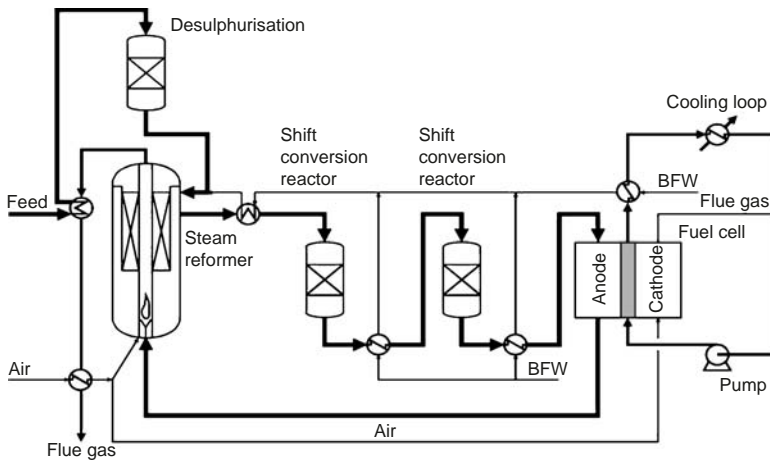 Desulphurisation
Cooling loop
Shift
conversion
reactor
Shift
conversion
reactor
BFW
Feed
Flue gas
Steam
reformer
Fuel cell
Anode
Cathode
Air
BFW
Pump
Air
Flue gas